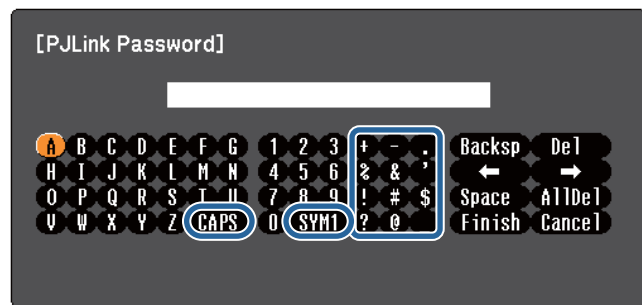 [PJLink Password]
A B C D E F G 1 2 3 + - . Backsp Del
H I J K L M N 4 5 6 % & ' ← →
O P Q R S T U 7 8 9 ! # $ Space AllDel
V W X Y Z CAPS 0 SYM1 ? @ Finish Cancel